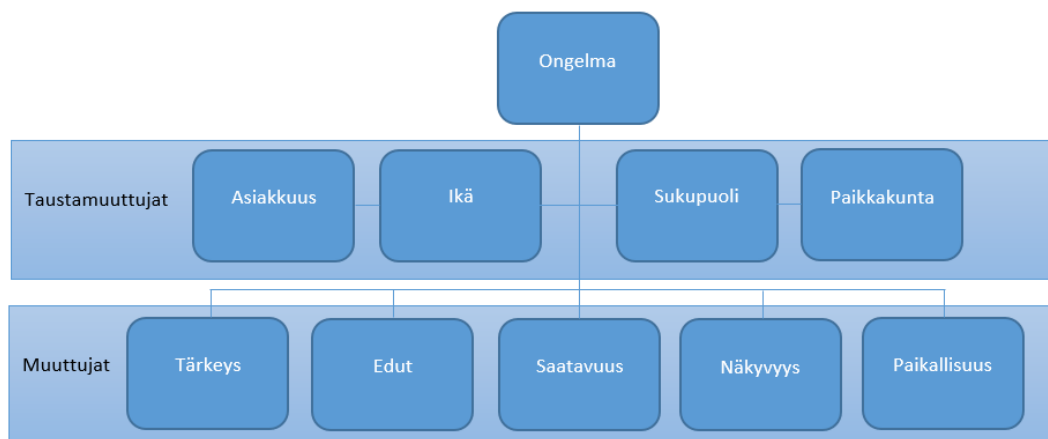 Ongelma
Taustamuuttujat
Asiakkuus
Ikä
Sukupuoli
Paikkakunta
Muuttujat
Tärkeys
Edut
Saatavuus
Näkyvyys
Paikallisuus